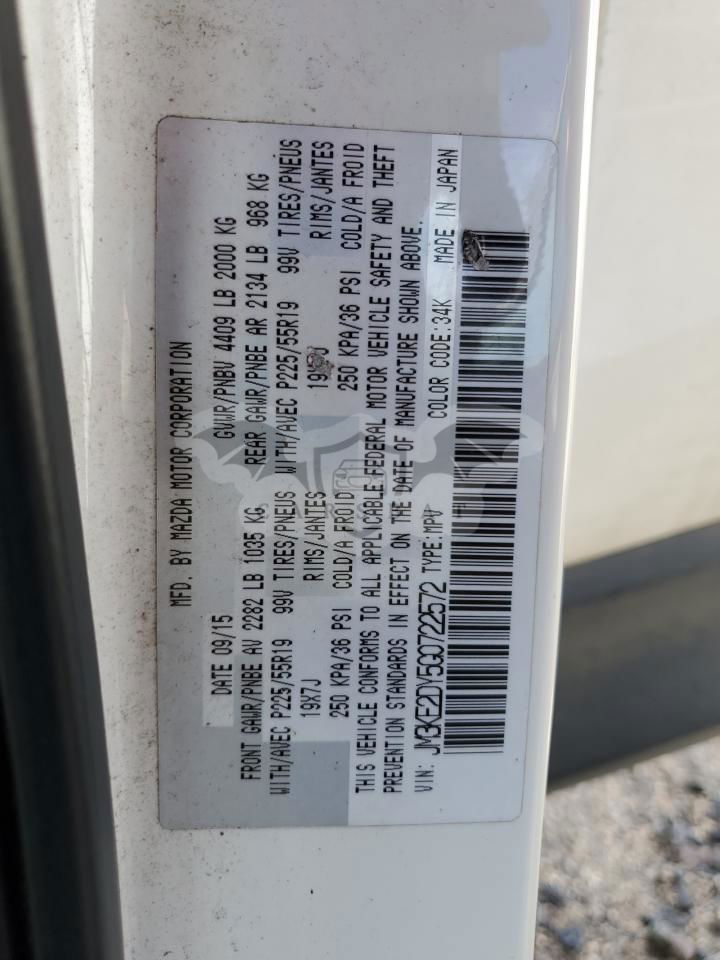 MFD. BY MAZDA MOTOR CORPORATION
DATE 09/15 GVWR/PNBV 4409 LB 2000 KG
FRONT GAWR/PNBE AV 2282 LB 1035 KG REAR GAWR/PNBE AR 2134 LB 968 KG
WITH/AVEC P225/55R19 99V TIRES/PNEUS WITH/AVEC P225/55R19 99V TIRES/PNEUS
19X7J RIMS/JANTES RIMS/JANTES
250 KPA/36 PSI COLD/A FROID 250 KPA/36 PSI COLD/A FROID
THIS VEHICLE CONFORMS TO ALL APPLICABLE FEDERAL MOTOR VEHICLE SAFETY AND THEFT
PREVENTION STANDARDS IN EFFECT ON THE DATE OF MANUFACTURE SHOWN ABOVE.
VIN: JM3KE2DY5G0722572 TYPE:MPV COLOR CODE:34K MADE IN JAPAN